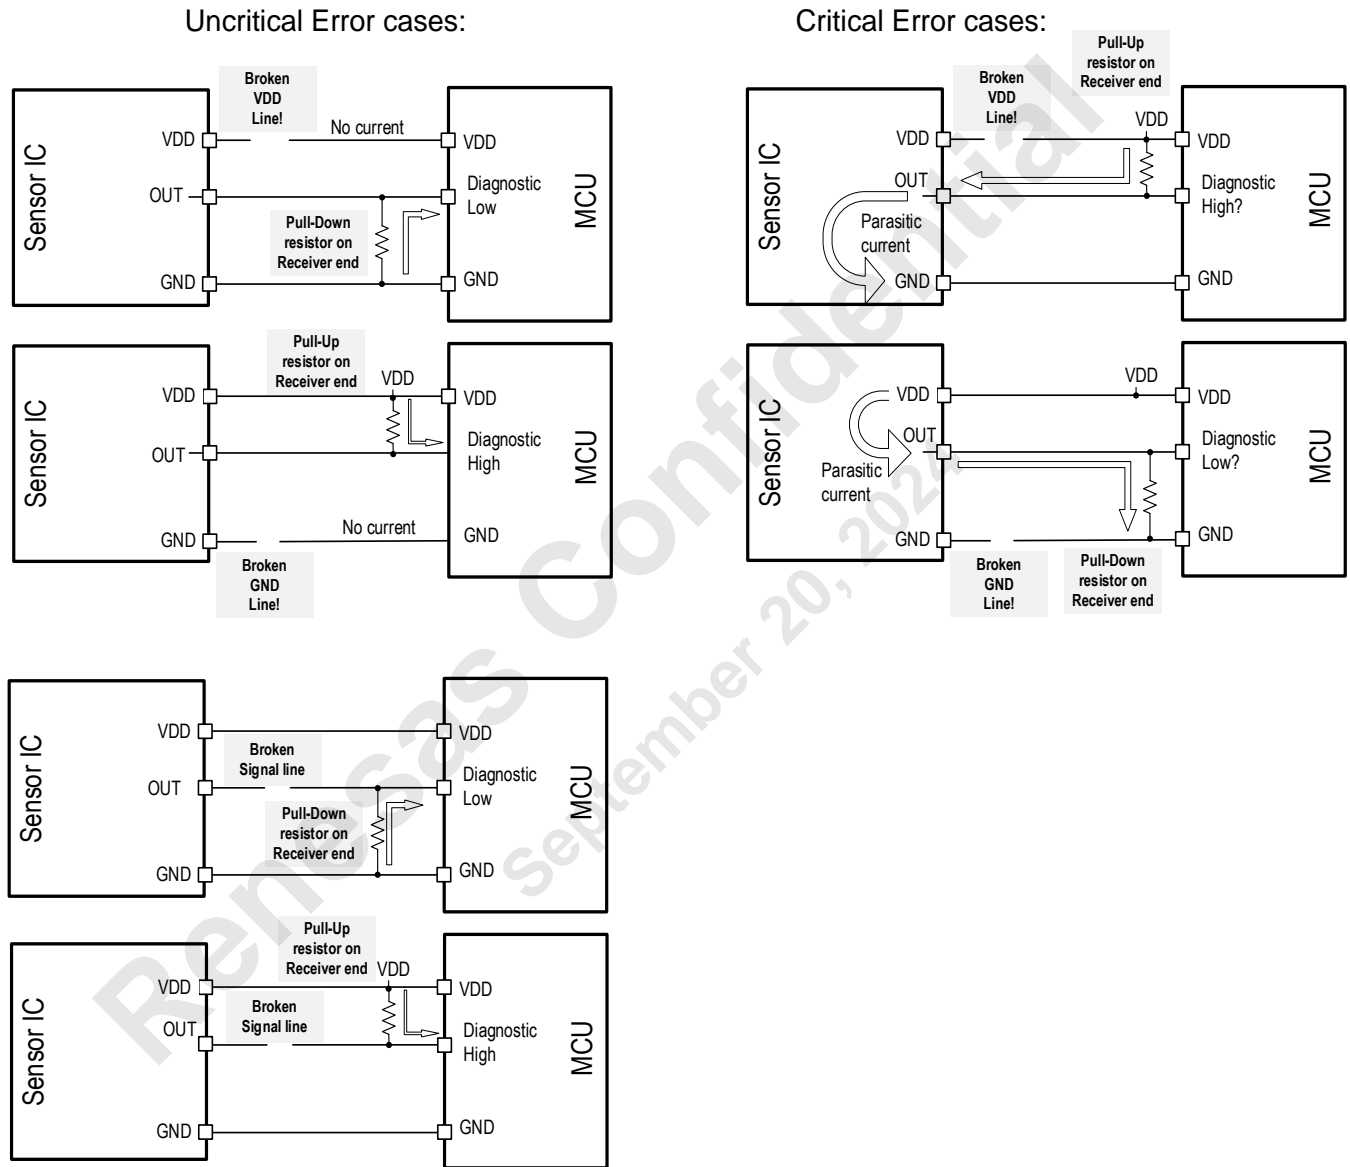 Uncritical Error cases:
Critical Error cases:
Sensor IC
Broken
VDD
Line!
VDD
No current
VDD
OUT
Diagnostic
Low
Pull-Down
resistor on
Receiver end
GND
GND
MCU
Sensor IC
Pull-Up
resistor on
Receiver end
VDD
VDD
VDD
OUT
Diagnostic
High
GND
No current
GND
Broken
GND
Line!
MCU
Sensor IC
VDD
VDD
Broken
Signal line
OUT
Diagnostic
Low
Pull-Down
resistor on
Receiver end
GND
GND
MCU
Sensor IC
Pull-Up
resistor on
Receiver end
VDD
VDD
VDD
Broken
Signal line
OUT
Diagnostic
High
GND
GND
MCU
Sensor IC
Broken
VDD
Line!
Pull-Up
resistor on
Receiver end
VDD
VDD
VDD
OUT
Diagnostic
High?
Parasitic
current
GND
GND
MCU
Sensor IC
VDD
VDD
VDD
OUT
Diagnostic
Low?
Parasitic
current
GND
GND
Broken
GND
Line!
Pull-Down
resistor on
Receiver end
MCU
Renesas Confidential
September 20, 2024